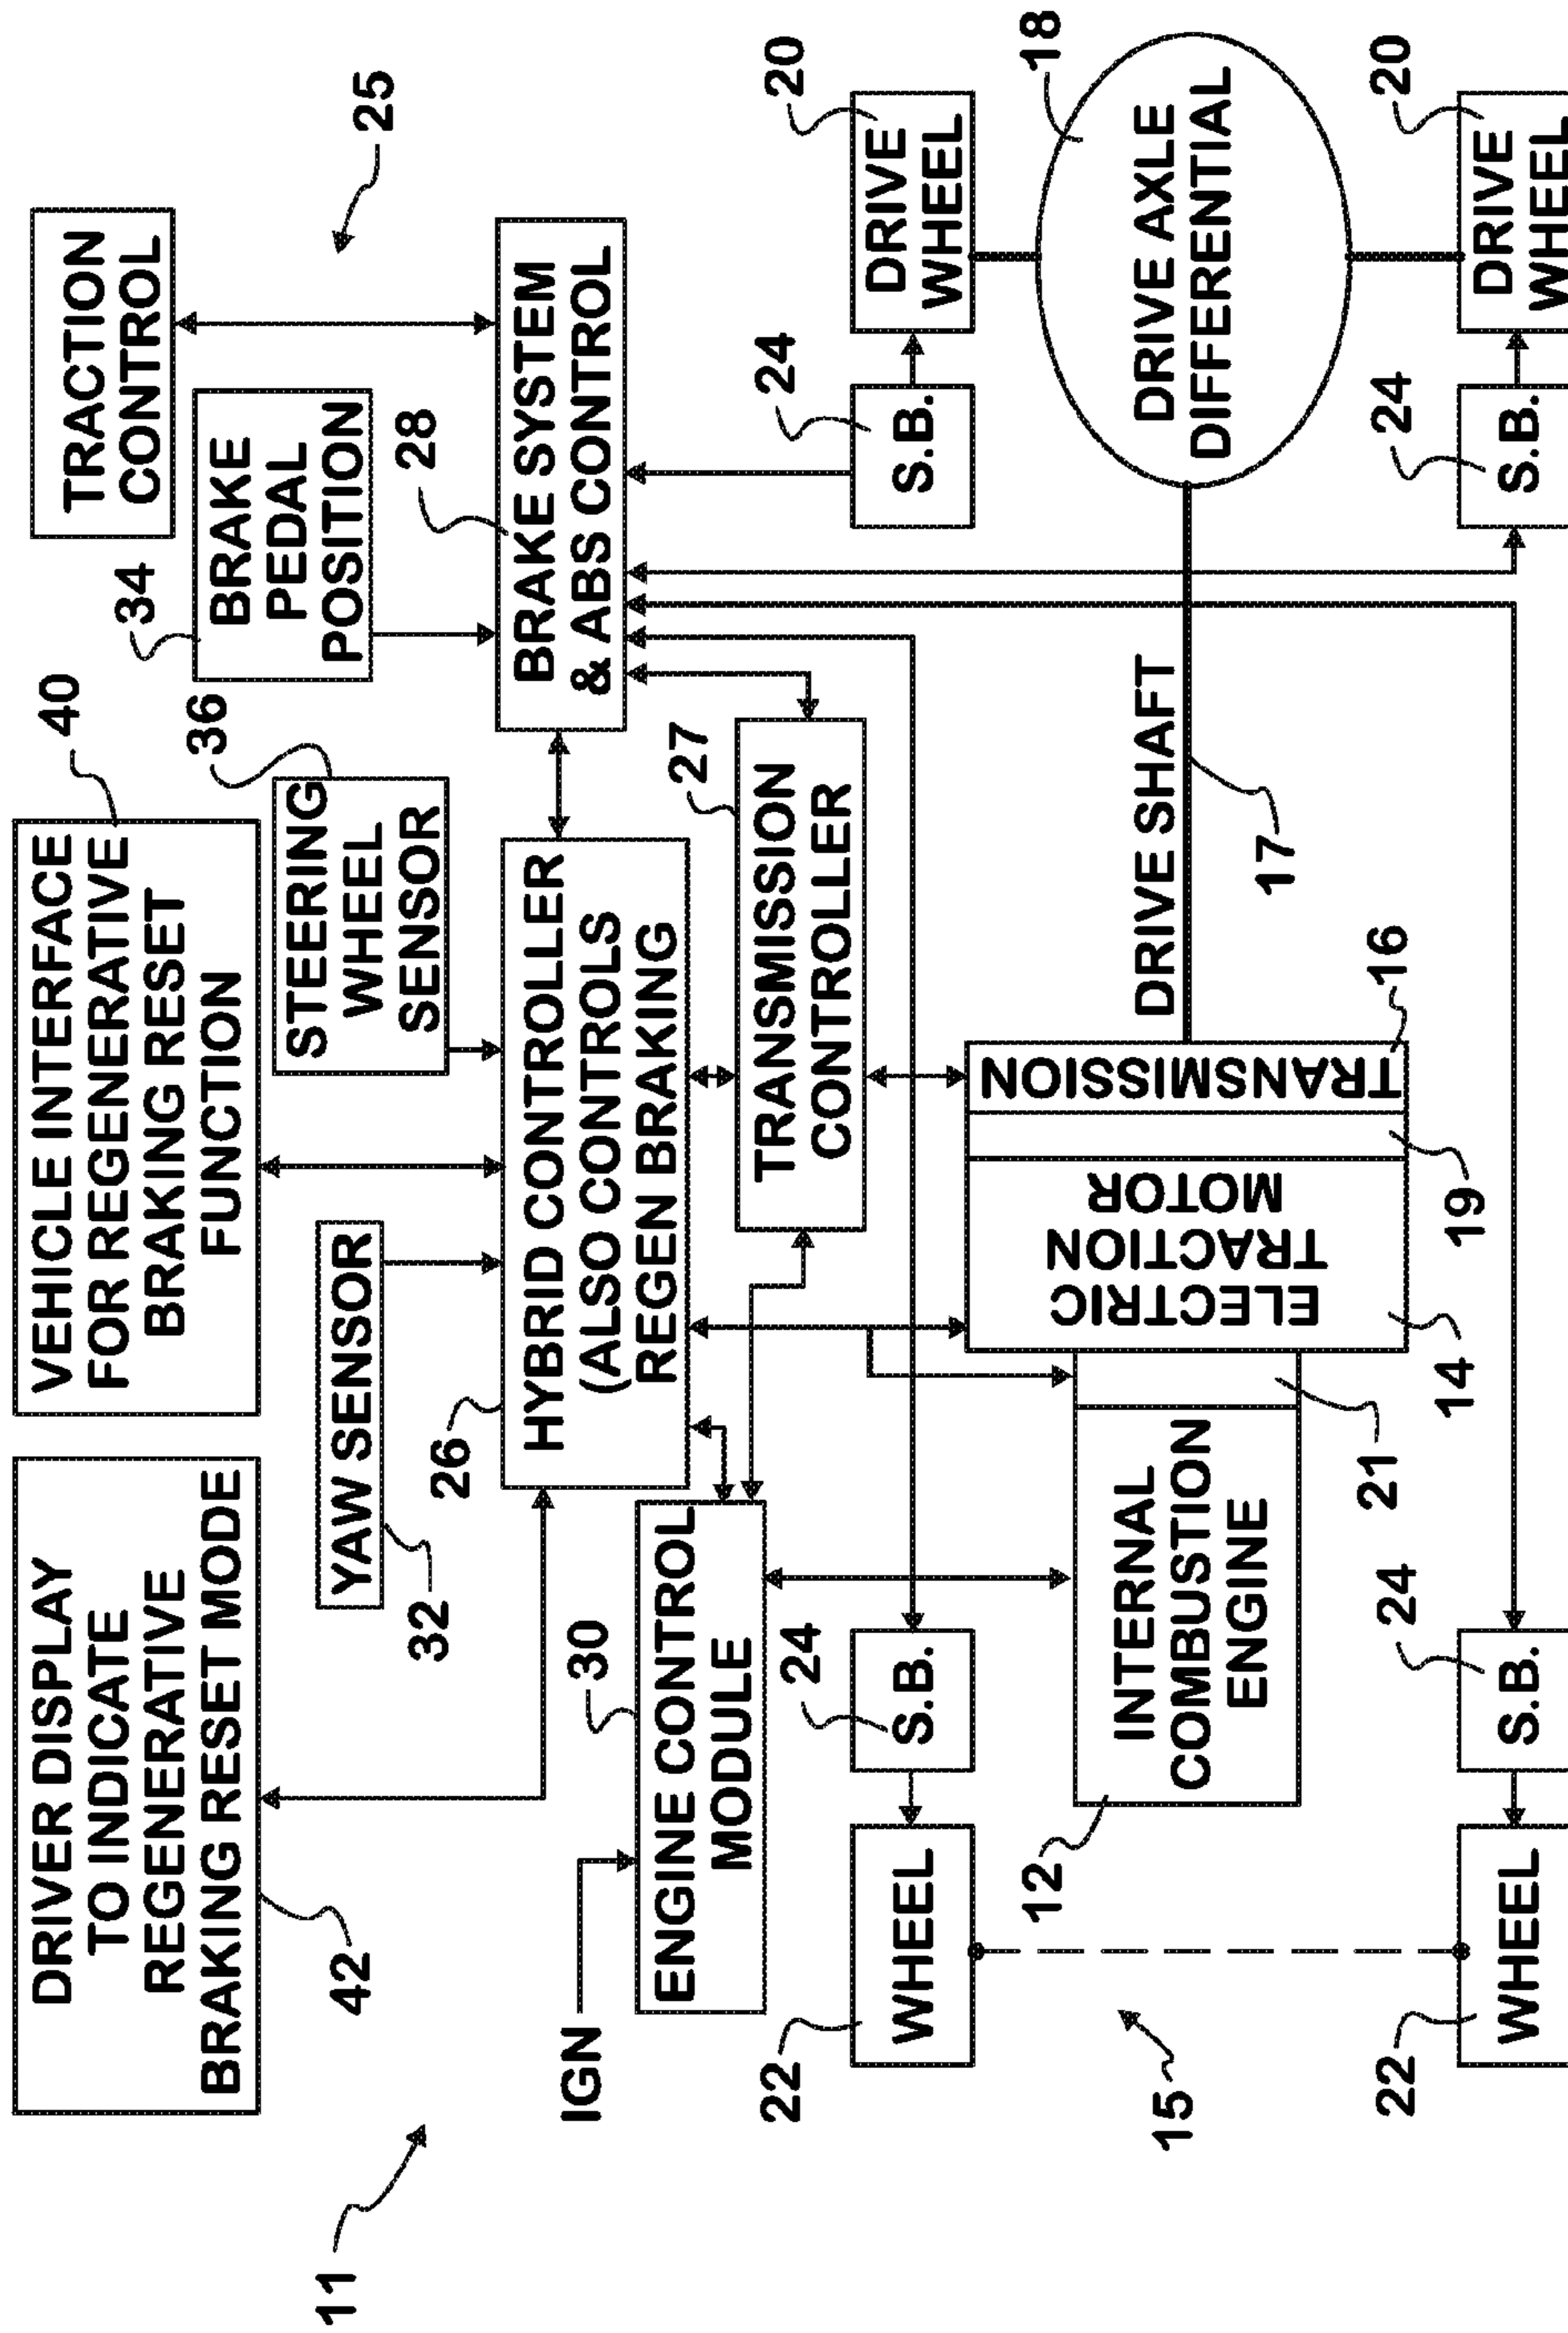 DRIVER DISPLAY
TO INDICATE
REGENERATIVE
BRAKING RESET MODE
42
VEHICLE INTERFACE
FOR REGENERATIVE
BRAKING RESET
FUNCTION
40
TRACTION
CONTROL
25
34
BRAKE
PEDAL
POSITION
36
STEERING
WHEEL
SENSOR
YAW SENSOR
32
11
IGN
26
HYBRID CONTROLLER
(ALSO CONTROLS
REGEN BRAKING
28
BRAKE SYSTEM
& ABS CONTROL
30
ENGINE CONTROL
MODULE
27
TRANSMISSION
CONTROLLER
22
WHEEL
24
S.B.
24
S.B.
20
DRIVE
WHEEL
12
INTERNAL
COMBUSTION
ENGINE
21
ELECTRIC
TRACTION
MOTOR
14
19
TRANSMISSION
16
DRIVE SHAFT
17
18
DRIVE AXLE
DIFFERENTIAL
15
22
WHEEL
24
S.B.
24
S.B.
20
DRIVE
WHEEL